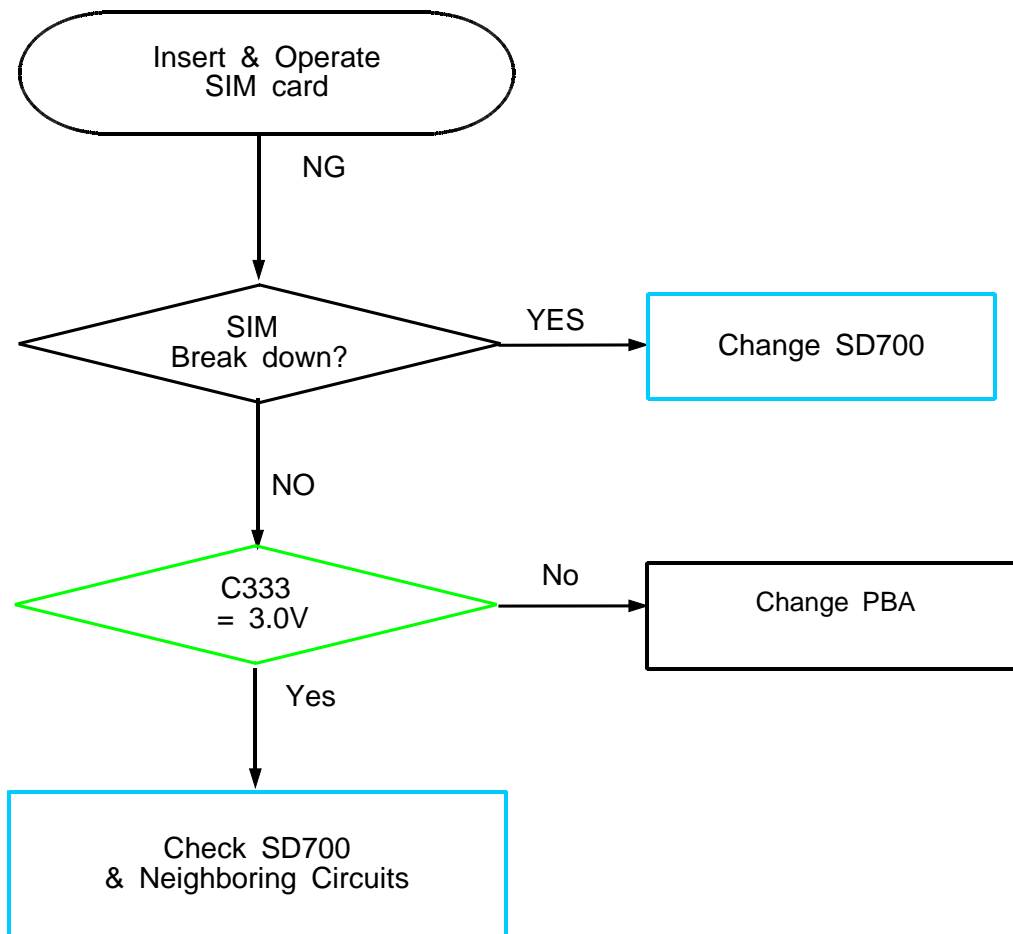 Insert & Operate
SIM card
NG
SIM
Break down?
YES
Change SD700
NO
C333
= 3.0V
No
Change PBA
Yes
Check SD700
& Neighboring Circuits